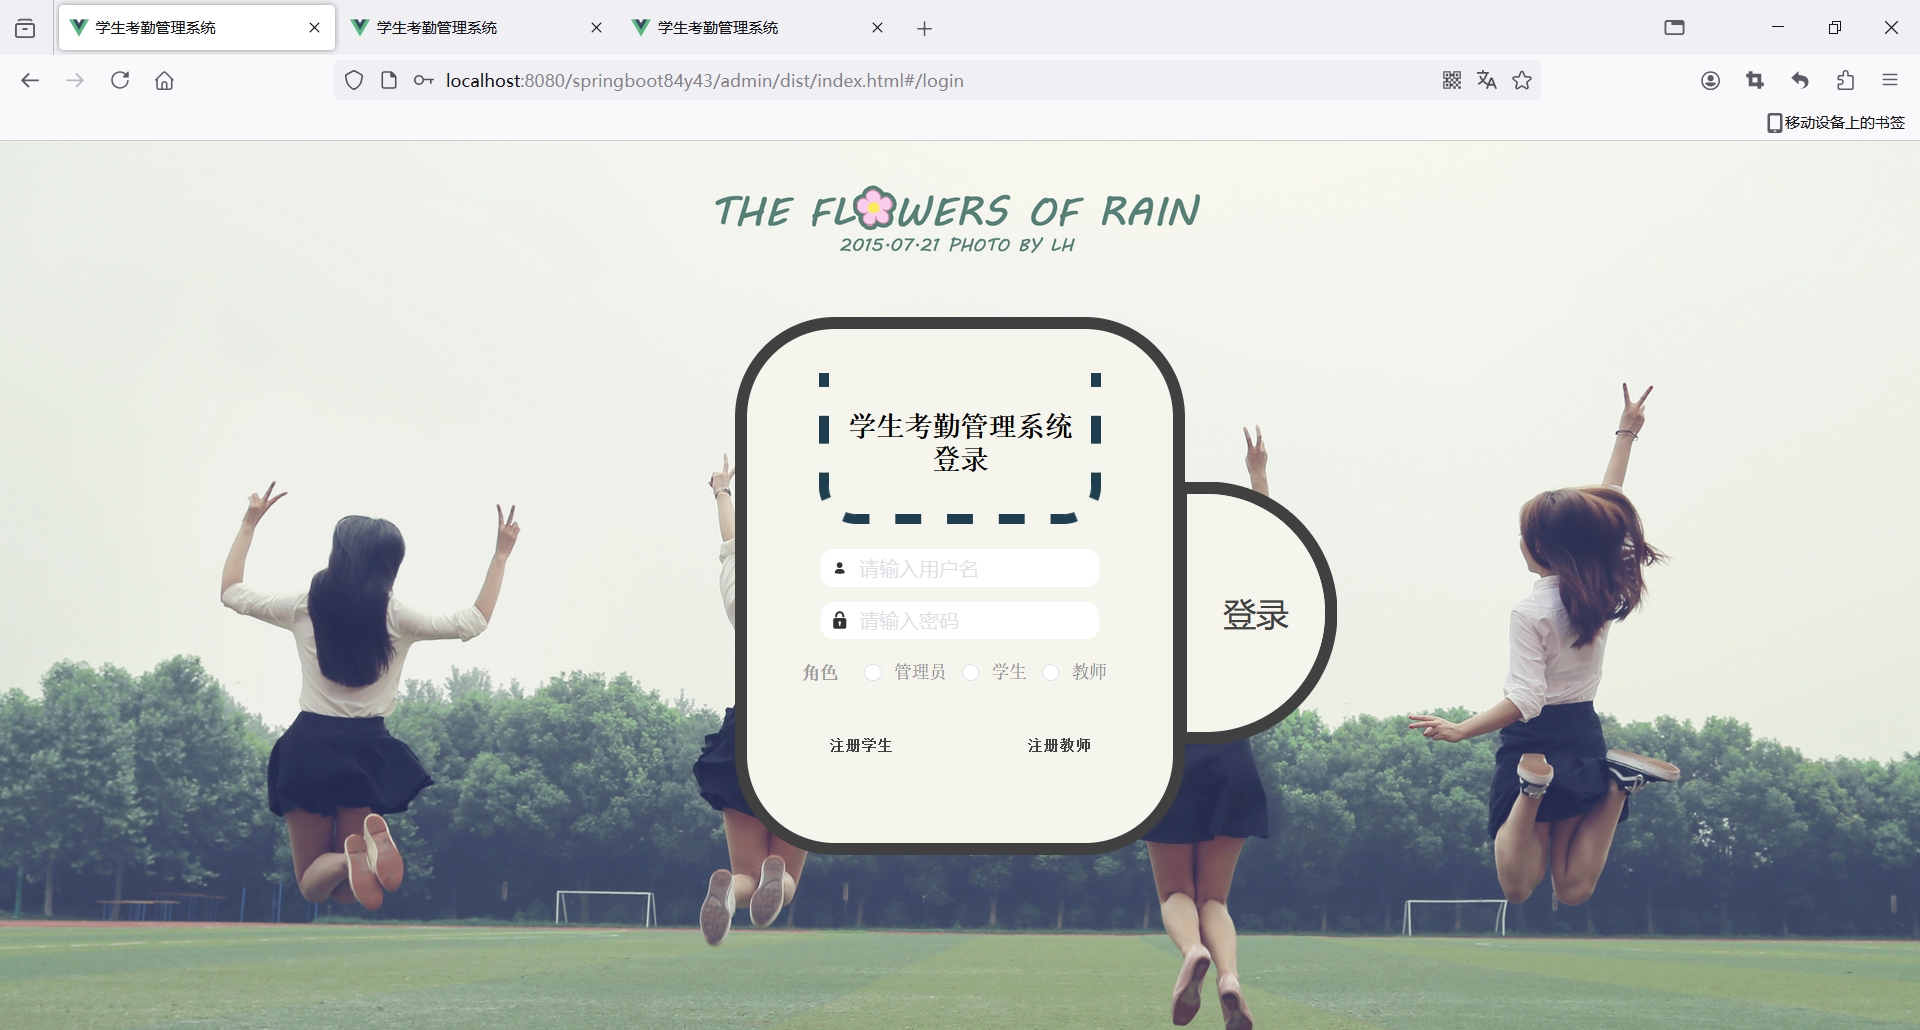 学生考勤管理系统
学生考勤管理系统
学生考勤管理系统
localhost:8080/springboot84y43/admin/dist/index.html#/login
移动设备上的书签
THE FLOWERS OF RAIN
2015·07·21 PHOTO BY LH
学生考勤管理系统
登录
请输入用户名
请输入密码
登录
角色 管理员 学生 教师
注册学生 注册教师